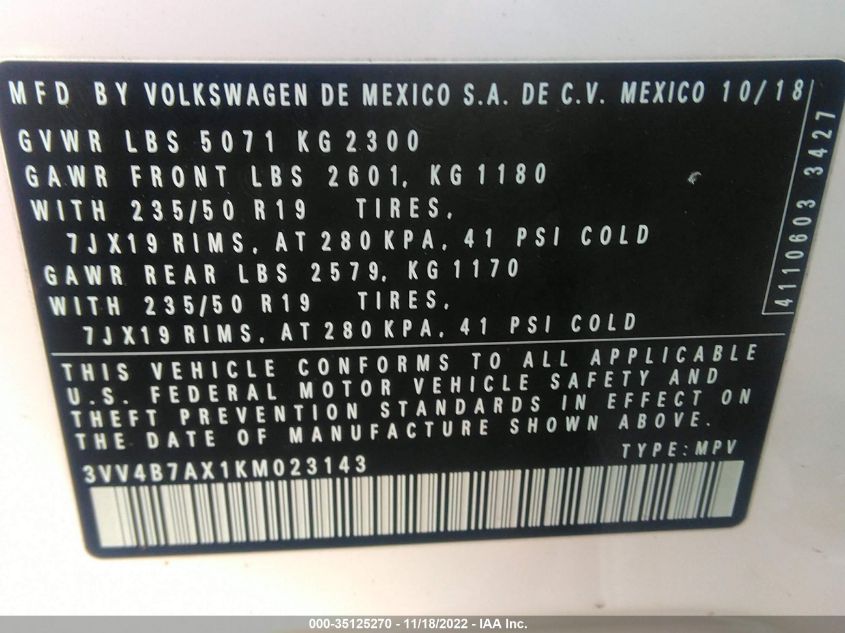 MFD BY VOLKSWAGEN DE MEXICO S.A. DE C.V. MEXICO 10/18
GVWR LBS 5071 KG 2300
GAWR FRONT LBS 2601, KG 1180
WITH 235/50 R19 TIRES,
7JX19 RIMS, AT 280 KPA, 41 PSI COLD
GAWR REAR LBS 2579, KG 1170
WITH 235/50 R19 TIRES,
7JX19 RIMS, AT 280 KPA, 41 PSI COLD
4110603 3427
THIS VEHICLE CONFORMS TO ALL APPLICABLE
U.S. FEDERAL MOTOR VEHICLE SAFETY AND
THEFT PREVENTION STANDARDS IN EFFECT ON
THE DATE OF MANUFACTURE SHOWN ABOVE.
TYPE: MPV
3VV4B7AX1KM023143
000-35125270 - 11/18/2022 - IAA Inc.